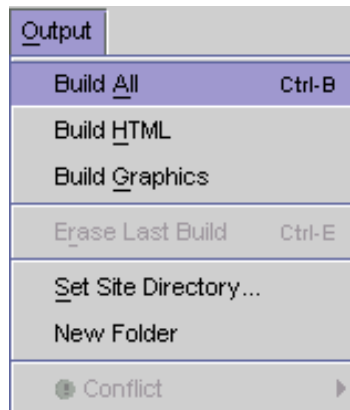 Output
Build All Ctrl-B
Build HTML
Build Graphics
Erase Last Build Ctrl-E
Set Site Directory...
New Folder
Conflict